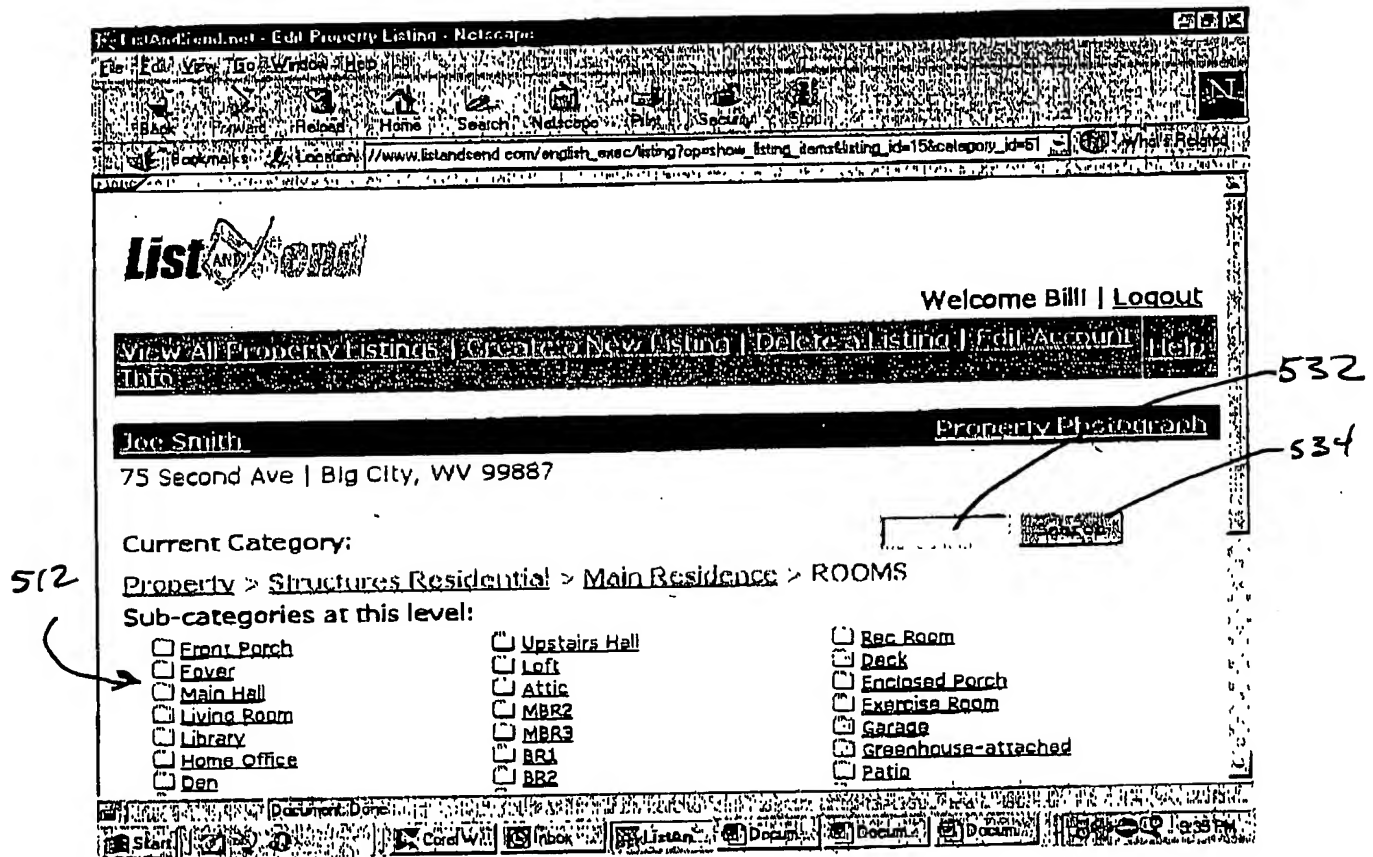 ListAndSend.net - Edit Property Listing - Netscape
File Edit View Go Window Help
Back Forward Reload Home Search Netscape Print Security Stop
Bookmarks Location: //www.listandsend.com/english_exec/listing?op=show_listing_items&listing_id=15&category_id=51 What's Related
List AND Send
Welcome Bill! | Logout
View All Property Listings | Create a New Listing | Delete a Listing | Edit Account Help
Info
532
Joe Smith Property Photograph
534
75 Second Ave | Big City, WV 99887
Search
Current Category:
512
Property > Structures Residential > Main Residence > ROOMS
Sub-categories at this level:
Front Porch Upstairs Hall Rec Room
Foyer Loft Deck
Main Hall Attic Enclosed Porch
Living Room MBR2 Exercise Room
Library MBR3 Garage
Home Office BR1 Greenhouse-attached
Den BR2 Patio
Document: Done
Start Corel W... Inbox ListAn... Docum... Docum... Docum... 9:39 PM